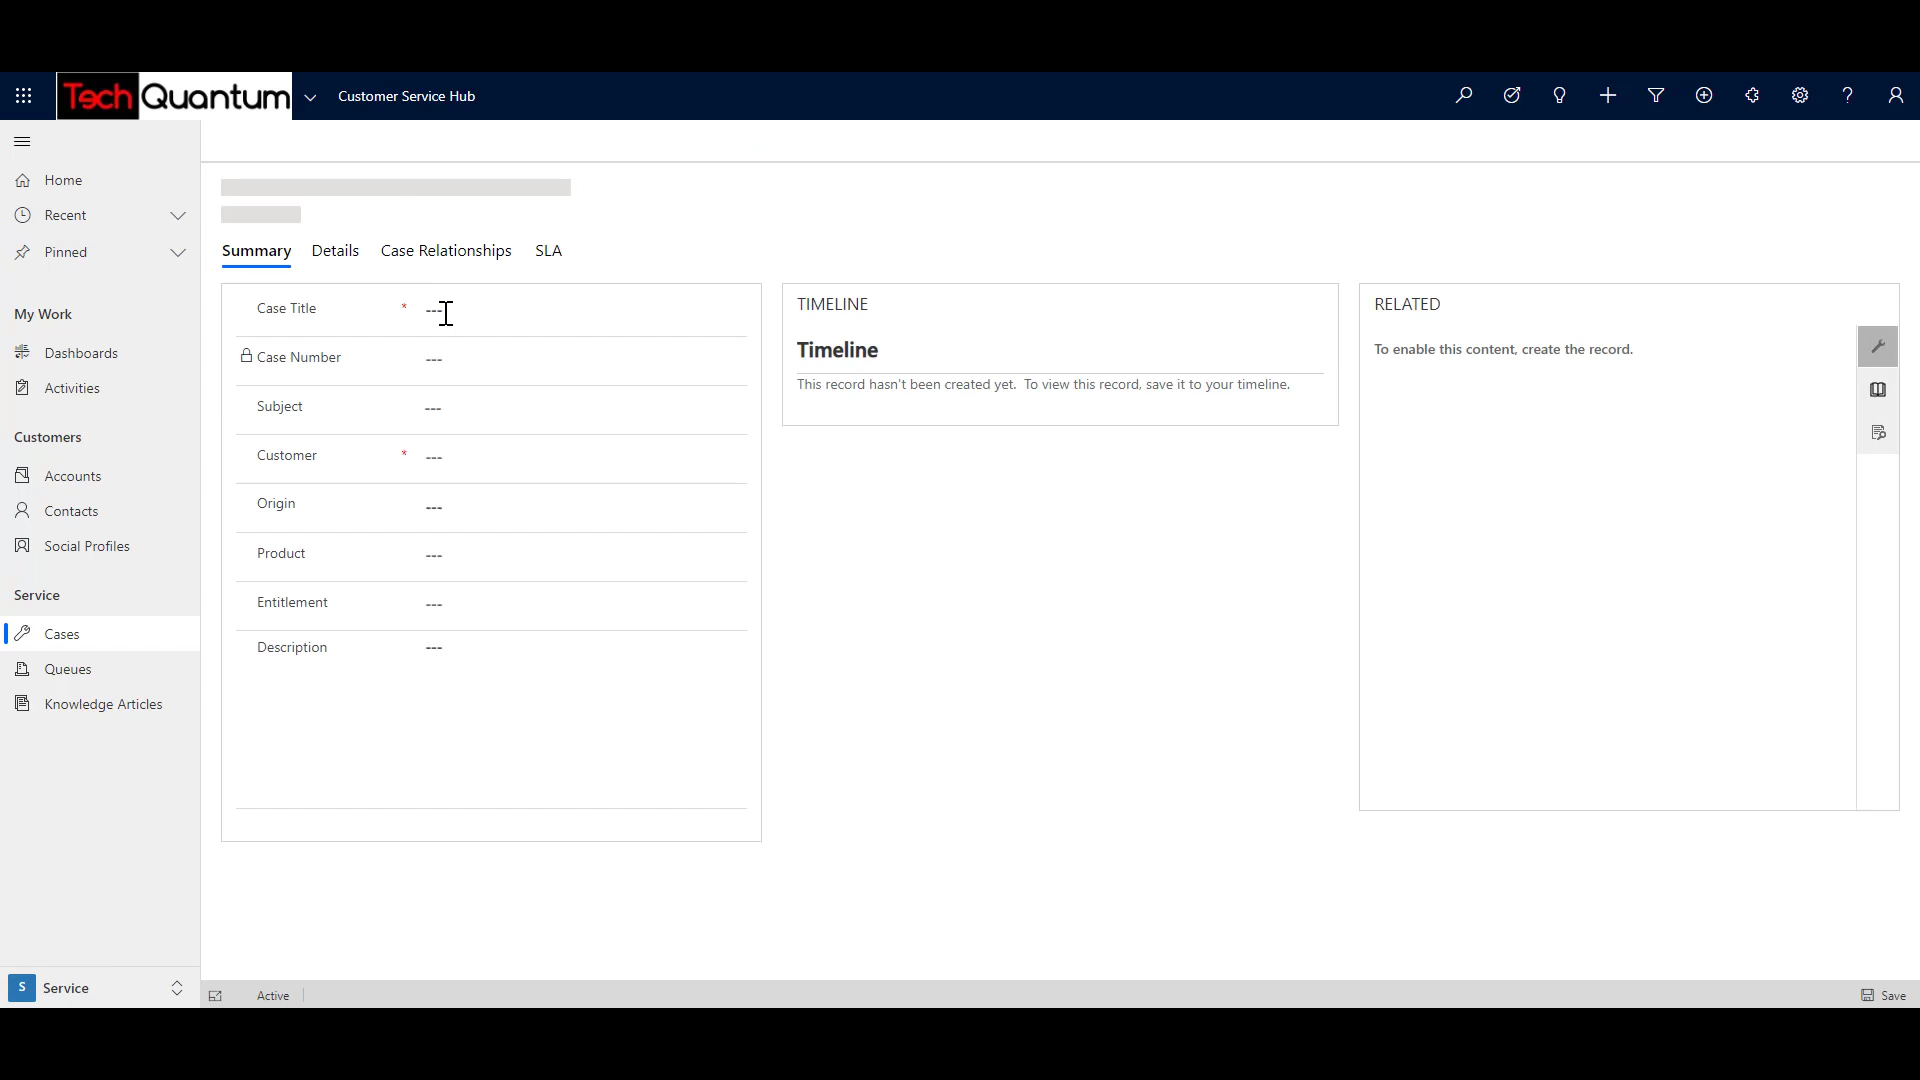 Tech Quantum
Customer Service Hub
Home
Recent
Pinned
My Work
Dashboards
Activities
Customers
Accounts
Contacts
Social Profiles
Service
Cases
Queues
Knowledge Articles
S Service
Summary Details Case Relationships SLA
Case Title * ---
Case Number ---
Subject ---
Customer * ---
Origin ---
Product ---
Entitlement ---
Description ---
TIMELINE
Timeline
This record hasn't been created yet. To view this record, save it to your timeline.
RELATED
To enable this content, create the record.
Active
Save